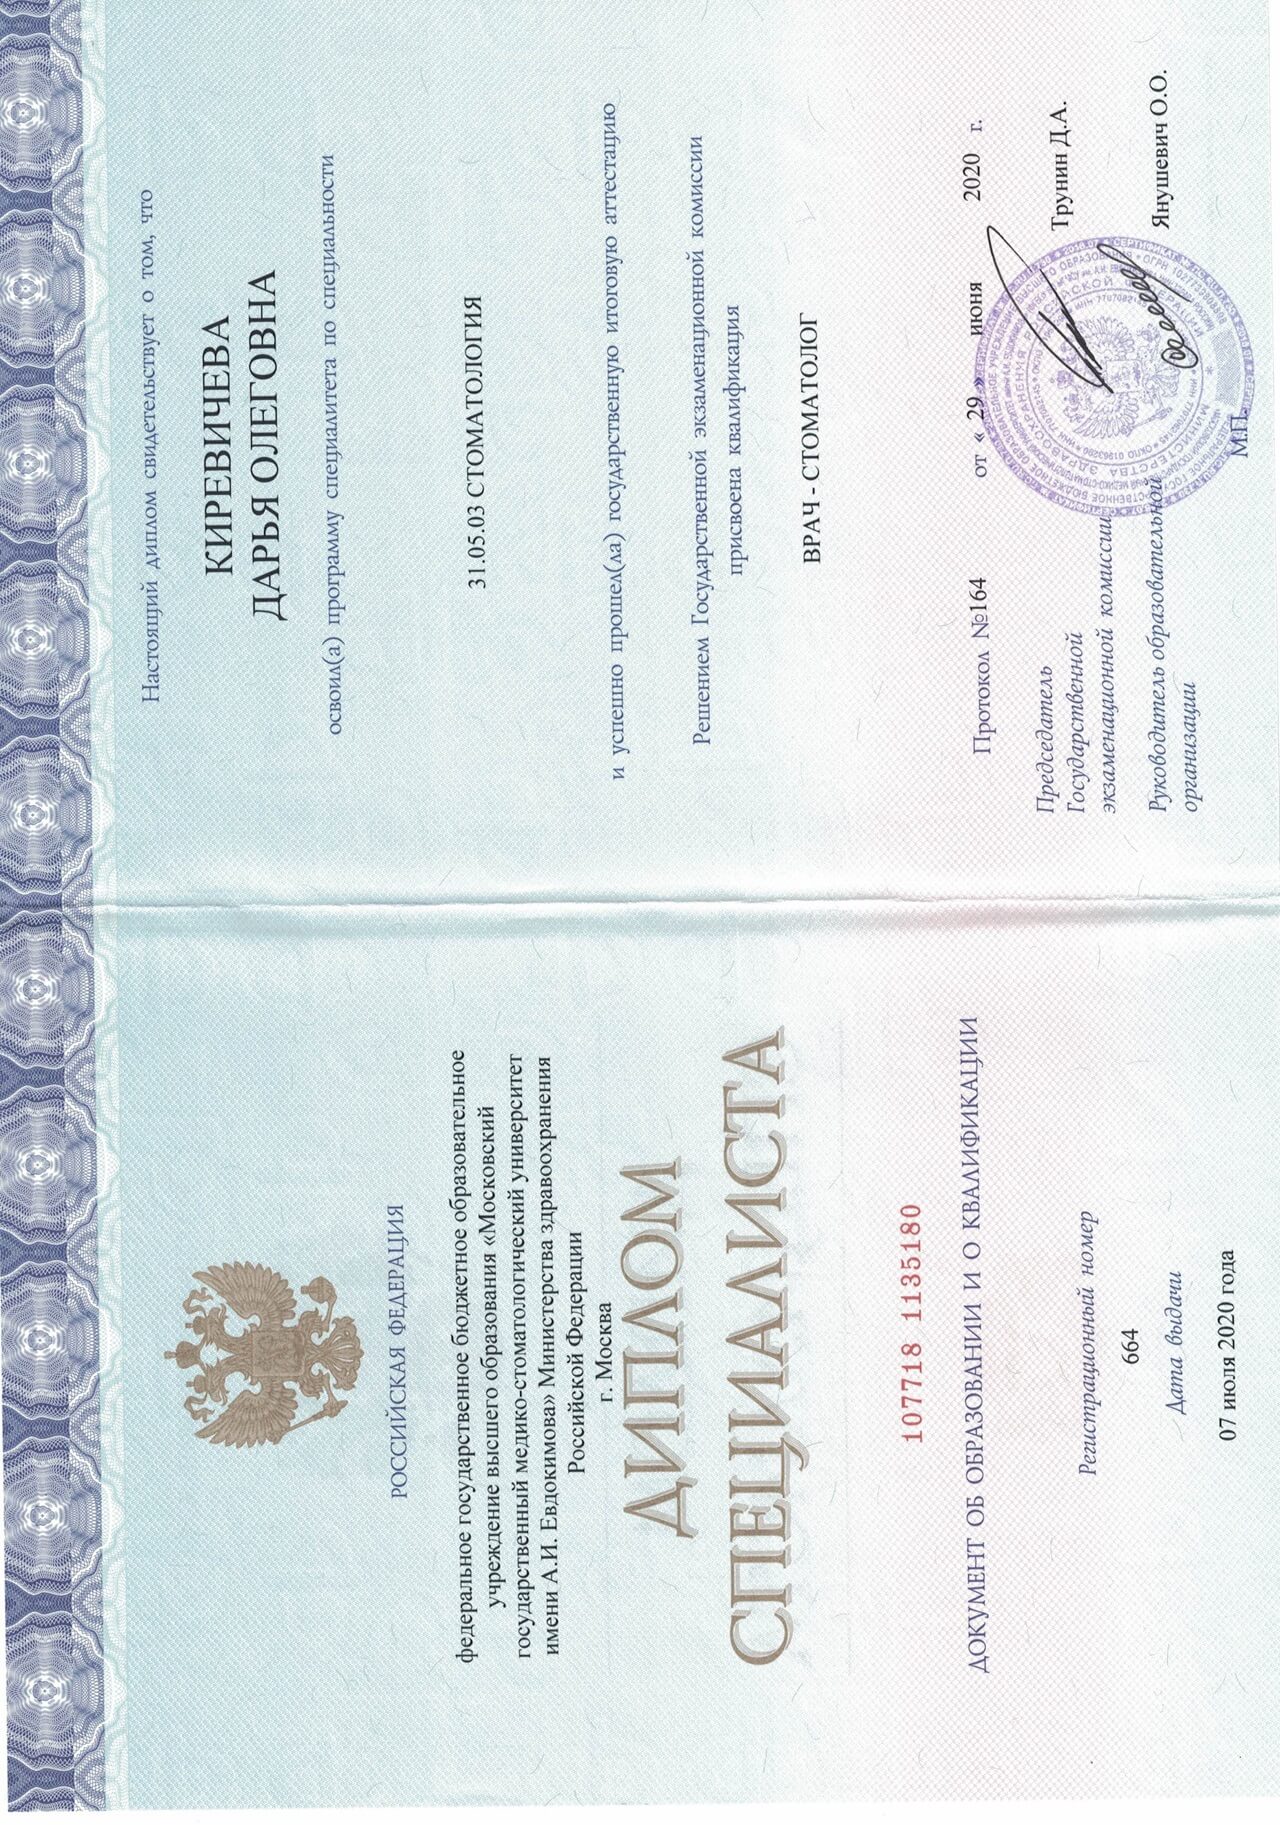 РОССИЙСКАЯ ФЕДЕРАЦИЯ
федеральное государственное бюджетное образовательное
учреждение высшего образования «Московский
государственный медико-стоматологический университет
имени А.И. Евдокимова» Министерства здравоохранения
Российской Федерации
г. Москва
ДИПЛОМ
СПЕЦИАЛИСТА
107718 1135180
ДОКУМЕНТ ОБ ОБРАЗОВАНИИ И О КВАЛИФИКАЦИИ
Регистрационный номер
664
Дата выдачи
07 июля 2020 года
Настоящий диплом свидетельствует о том, что
КИРЕВИЧЕВА
ДАРЬЯ ОЛЕГОВНА
освоил(а) программу специалитета по специальности
31.05.03 СТОМАТОЛОГИЯ
и успешно прошел(ла) государственную итоговую аттестацию
Решением Государственной экзаменационной комиссии
присвоена квалификация
ВРАЧ - СТОМАТОЛОГ
Протокол №164 от « 29 » июня 2020 г.
Председатель
Государственной
экзаменационной комиссии
Трунин Д.А.
Руководитель образовательной
организации
Янушевич О.О.
М.П.